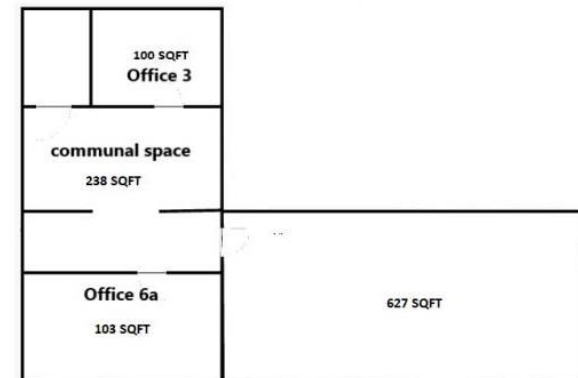 100 SQFT
Office 3
communal space
238 SQFT
Office 6a
103 SQFT
627 SQFT